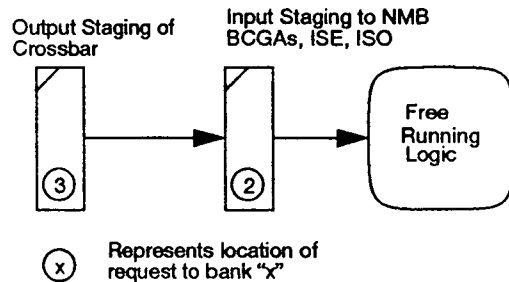 Output Staging of
Crossbar
Input Staging to NMB
BCGAs, ISE, ISO
Free
Running
Logic
3
2
x
Represents location of
request to bank “x”